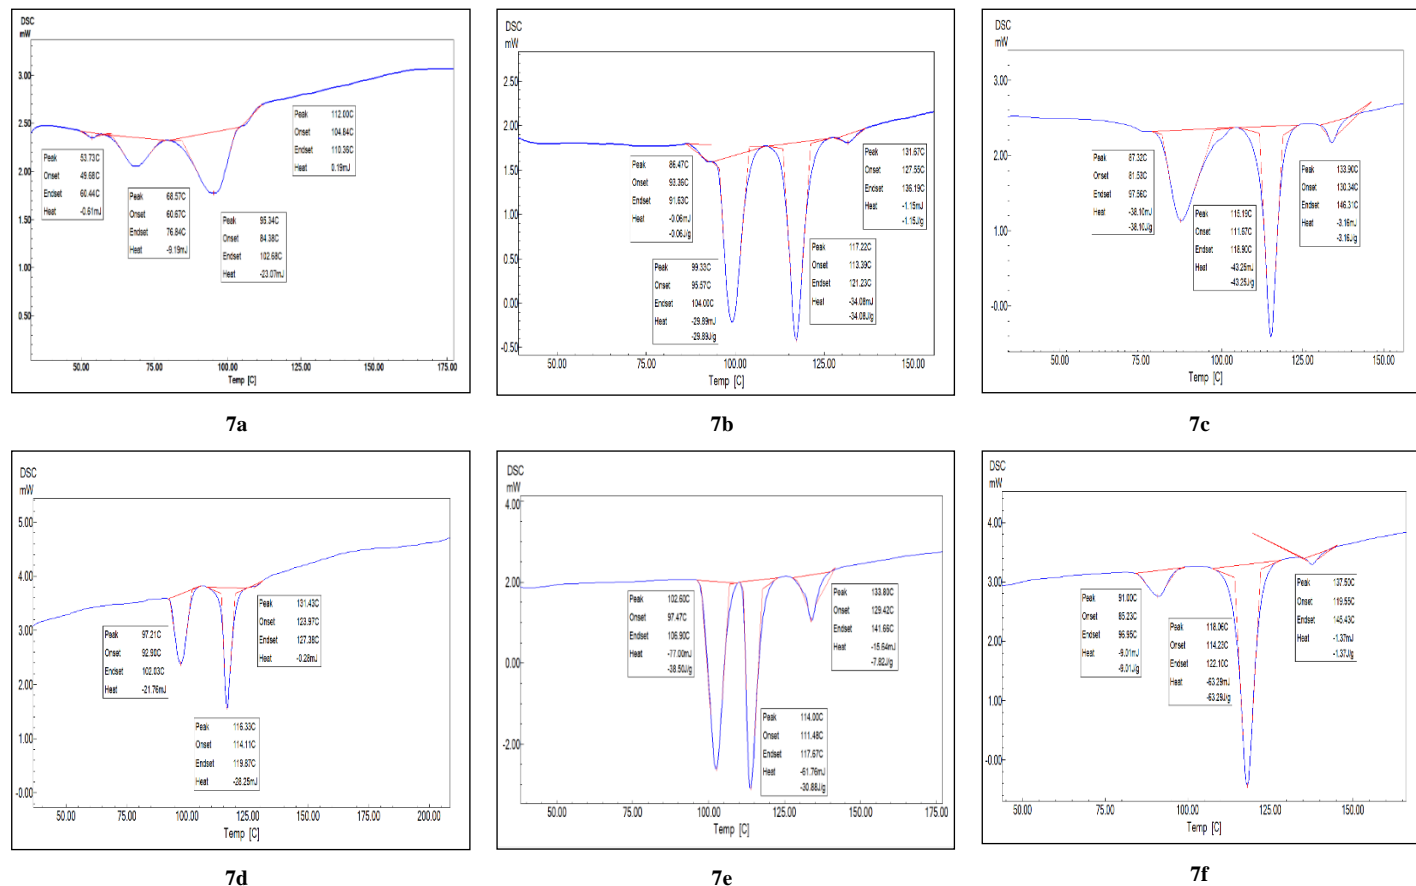 DSC
mW
3.00
2.50
2.00
1.50
1.00
0.50
Peak 53.73C
Onset 49.68C
Endset 60.44C
Heat -0.61mJ
Peak 68.57C
Onset 60.67C
Endset 76.84C
Heat -9.19mJ
Peak 95.34C
Onset 84.38C
Endset 102.68C
Heat -23.07mJ
Peak 112.00C
Onset 104.64C
Endset 110.36C
Heat 0.19mJ
50.00 75.00 100.00 125.00 150.00 175.00
Temp [C]
7a
DSC
mW
2.50
2.00
1.50
1.00
0.50
0.00
-0.50
Peak 86.47C
Onset 93.36C
Endset 91.63C
Heat -0.06mJ
-0.06J/g
Peak 99.33C
Onset 95.57C
Endset 104.00C
Heat -29.89mJ
-29.89J/g
Peak 117.22C
Onset 113.39C
Endset 121.23C
Heat -34.08mJ
-34.08J/g
Peak 131.67C
Onset 127.55C
Endset 136.19C
Heat -1.15mJ
-1.15J/g
50.00 75.00 100.00 125.00 150.00
Temp [C]
7b
DSC
mW
3.00
2.00
1.00
-0.00
Peak 87.32C
Onset 81.53C
Endset 97.56C
Heat -38.10mJ
-38.10J/g
Peak 115.19C
Onset 111.67C
Endset 118.90C
Heat -43.25mJ
-43.25J/g
Peak 133.90C
Onset 130.34C
Endset 146.31C
Heat -3.16mJ
-3.16J/g
50.00 75.00 100.00 125.00 150.00
Temp [C]
7c
DSC
mW
5.00
4.00
3.00
2.00
1.00
-0.00
Peak 97.21C
Onset 92.90C
Endset 102.03C
Heat -21.76mJ
Peak 116.33C
Onset 114.11C
Endset 119.87C
Heat -28.25mJ
Peak 131.43C
Onset 123.97C
Endset 127.38C
Heat -0.28mJ
50.00 100.00 150.00 200.00
Temp [C]
7d
DSC
mW
4.00
2.00
0.00
-2.00
Peak 102.60C
Onset 97.47C
Endset 106.90C
Heat -77.00mJ
-38.50J/g
Peak 114.00C
Onset 111.48C
Endset 117.67C
Heat -61.76mJ
-30.88J/g
Peak 133.80C
Onset 129.42C
Endset 141.66C
Heat -15.64mJ
-7.82J/g
50.00 75.00 100.00 125.00 150.00 175.00
Temp [C]
7e
DSC
mW
4.00
3.00
2.00
1.00
-0.00
Peak 91.00C
Onset 85.23C
Endset 96.95C
Heat -9.01mJ
-9.01J/g
Peak 118.06C
Onset 114.23C
Endset 122.10C
Heat -63.29mJ
-63.29J/g
Peak 137.50C
Onset 119.55C
Endset 145.43C
Heat -1.37mJ
-1.37J/g
50.00 100.00 125.00 150.00
Temp [C]
7f